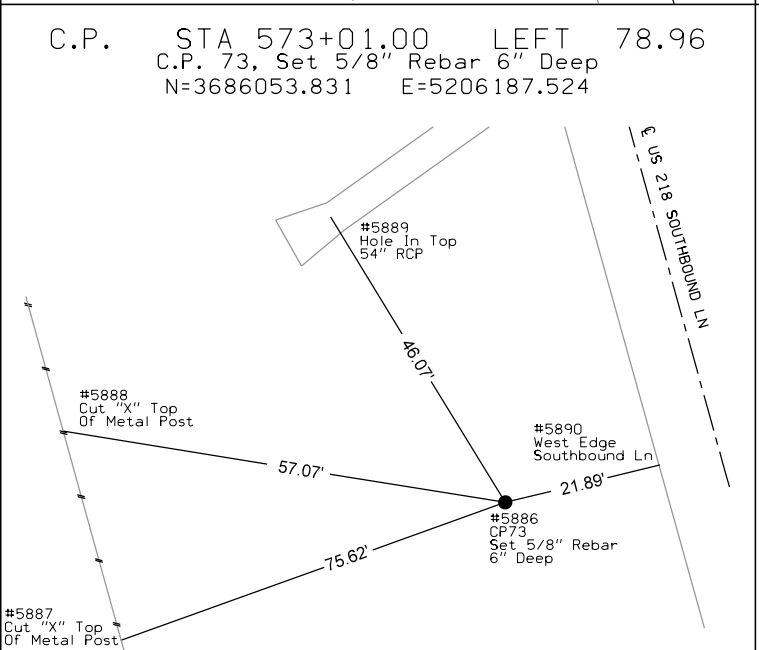 C.P. STA 573+01.00 LEFT 78.96
C.P. 73, Set 5/8" Rebar 6" Deep
N=3686053.831 E=5206187.524
℄ US 218 SOUTHBOUND LN
#5889
Hole In Top
54" RCP
46.07'
#5888
Cut "X" Top
Of Metal Post
57.07'
#5890
West Edge
Southbound Ln
21.89'
#5886
CP73
Set 5/8" Rebar
6" Deep
75.62'
#5887
Cut "X" Top
Of Metal Post